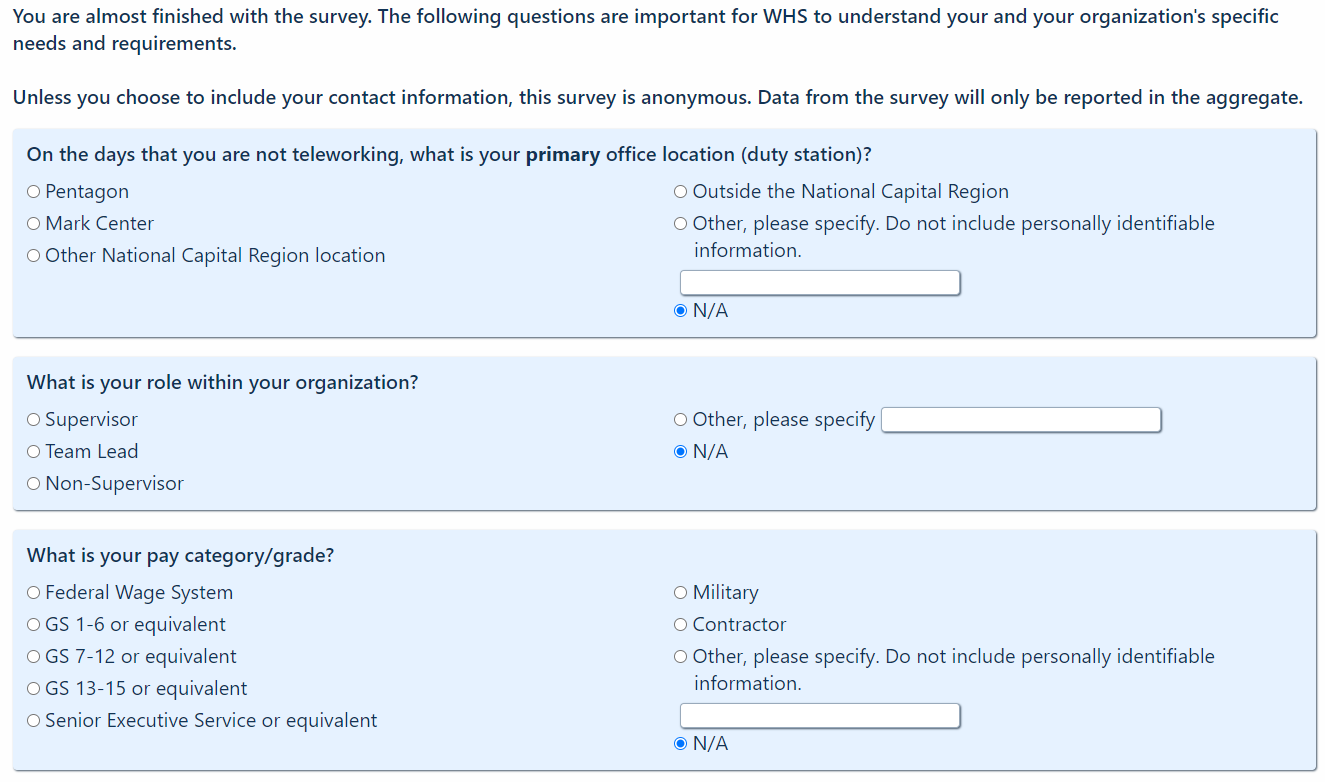 You are almost finished with the survey. The following questions are important for WHS to understand your and your organization's specific
needs and requirements.
Unless you choose to include your contact information, this survey is anonymous. Data from the survey will only be reported in the aggregate.
On the days that you are not teleworking, what is your primary office location (duty station)?
Pentagon
Mark Center
Other National Capital Region location
Outside the National Capital Region
Other, please specify. Do not include personally identifiable
information.
N/A
What is your role within your organization?
Supervisor
Team Lead
Non-Supervisor
Other, please specify
N/A
What is your pay category/grade?
Federal Wage System
GS 1-6 or equivalent
GS 7-12 or equivalent
GS 13-15 or equivalent
Senior Executive Service or equivalent
Military
Contractor
Other, please specify. Do not include personally identifiable
information.
N/A